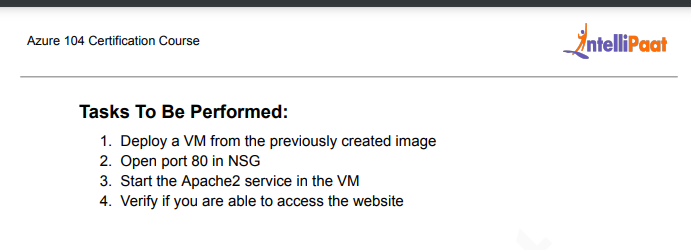 Azure 104 Certification Course
IntelliPaat
Tasks To Be Performed:
1. Deploy a VM from the previously created image
2. Open port 80 in NSG
3. Start the Apache2 service in the VM
4. Verify if you are able to access the website